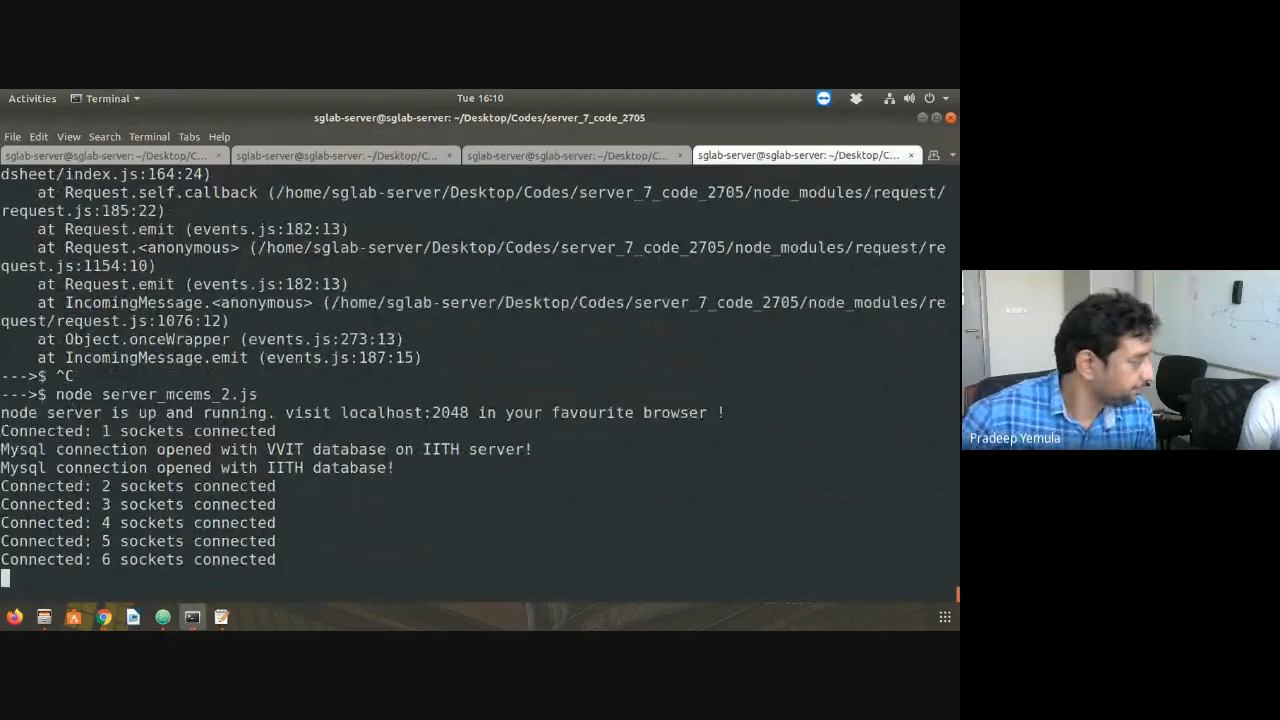 Activities
Terminal
Tue 16:10
sglab-server@sglab-server: ~/Desktop/Codes/server_7_code_2705
File Edit View Search Terminal Tabs Help
sglab-server@sglab-server: ~/Desktop/C...
sglab-server@sglab-server: ~/Desktop/C...
sglab-server@sglab-server: ~/Desktop/C...
sglab-server@sglab-server: ~/Desktop/C...
dsheet/index.js:164:24)
at Request.self.callback (/home/sglab-server/Desktop/Codes/server_7_code_2705/node_modules/request/
request.js:185:22)
at Request.emit (events.js:182:13)
at Request.<anonymous> (/home/sglab-server/Desktop/Codes/server_7_code_2705/node_modules/request/re
quest.js:1154:10)
at Request.emit (events.js:182:13)
at IncomingMessage.<anonymous> (/home/sglab-server/Desktop/Codes/server_7_code_2705/node_modules/re
quest/request.js:1076:12)
at Object.onceWrapper (events.js:273:13)
at IncomingMessage.emit (events.js:187:15)
--->$ ^C
--->$ node server_mcems_2.js
node server is up and running. visit localhost:2048 in your favourite browser !
Connected: 1 sockets connected
Mysql connection opened with VVIT database on IITH server!
Mysql connection opened with IITH database!
Connected: 2 sockets connected
Connected: 3 sockets connected
Connected: 4 sockets connected
Connected: 5 sockets connected
Connected: 6 sockets connected
Pradeep Yemula